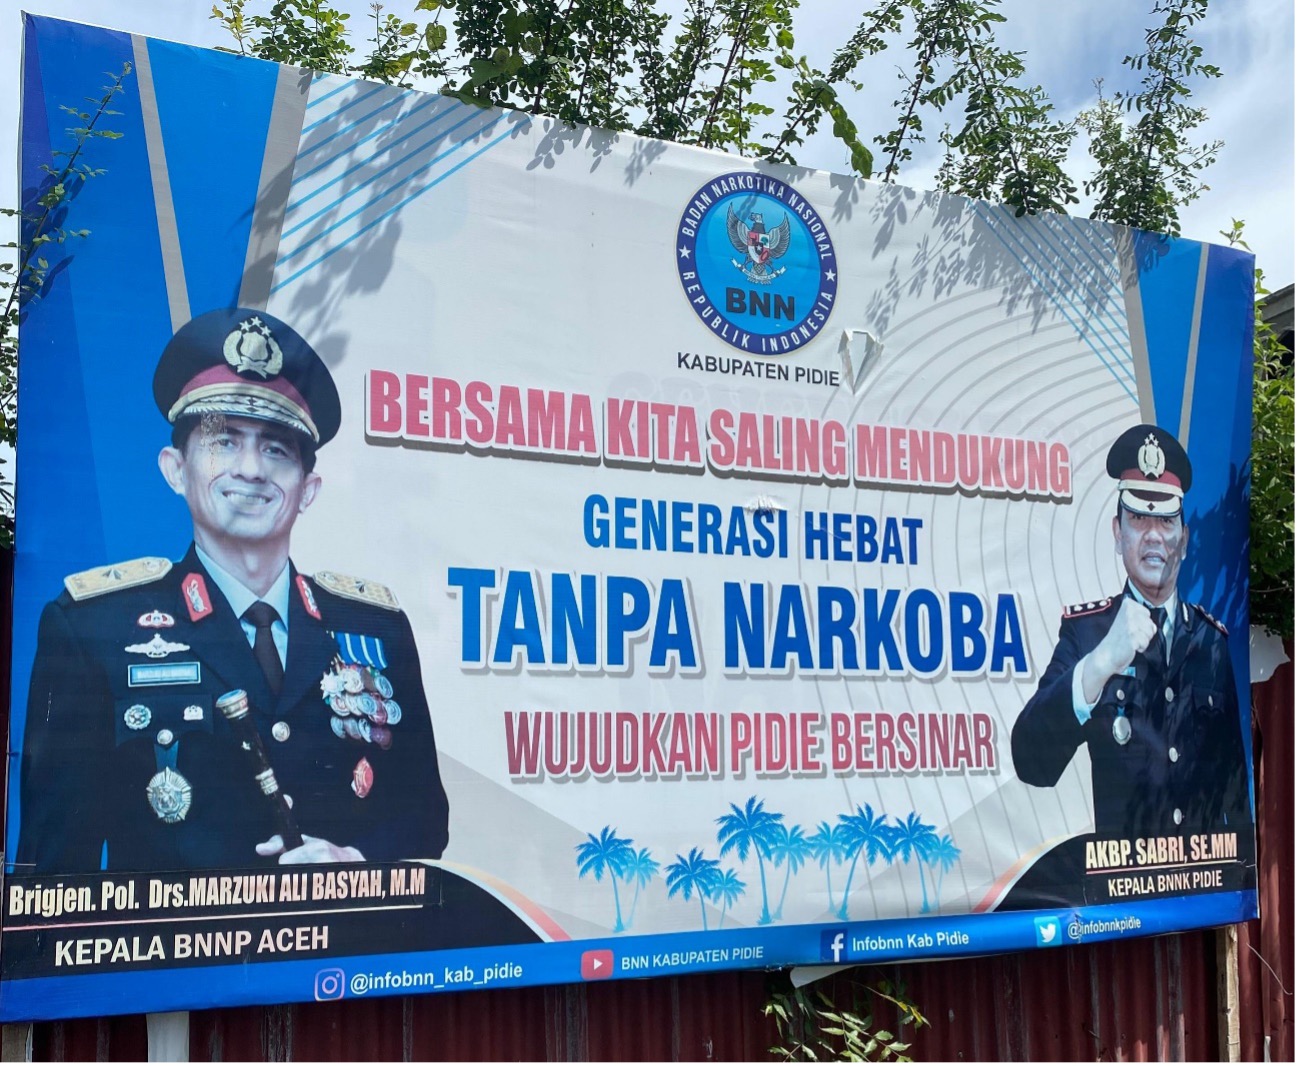 BADAN NARKOTIKA NASIONAL
REPUBLIK INDONESIA
BNN
KABUPATEN PIDIE
BERSAMA KITA SALING MENDUKUNG
GENERASI HEBAT
TANPA NARKOBA
WUJUDKAN PIDIE BERSINAR
Brigjen. Pol. Drs.MARZUKI ALI BASYAH, M.M
KEPALA BNNP ACEH
AKBP. SABRI, SE.MM
KEPALA BNNK PIDIE
@infobnn_kab_pidie
BNN KABUPATEN PIDIE
Infobnn Kab Pidie
@infobnnkpidie